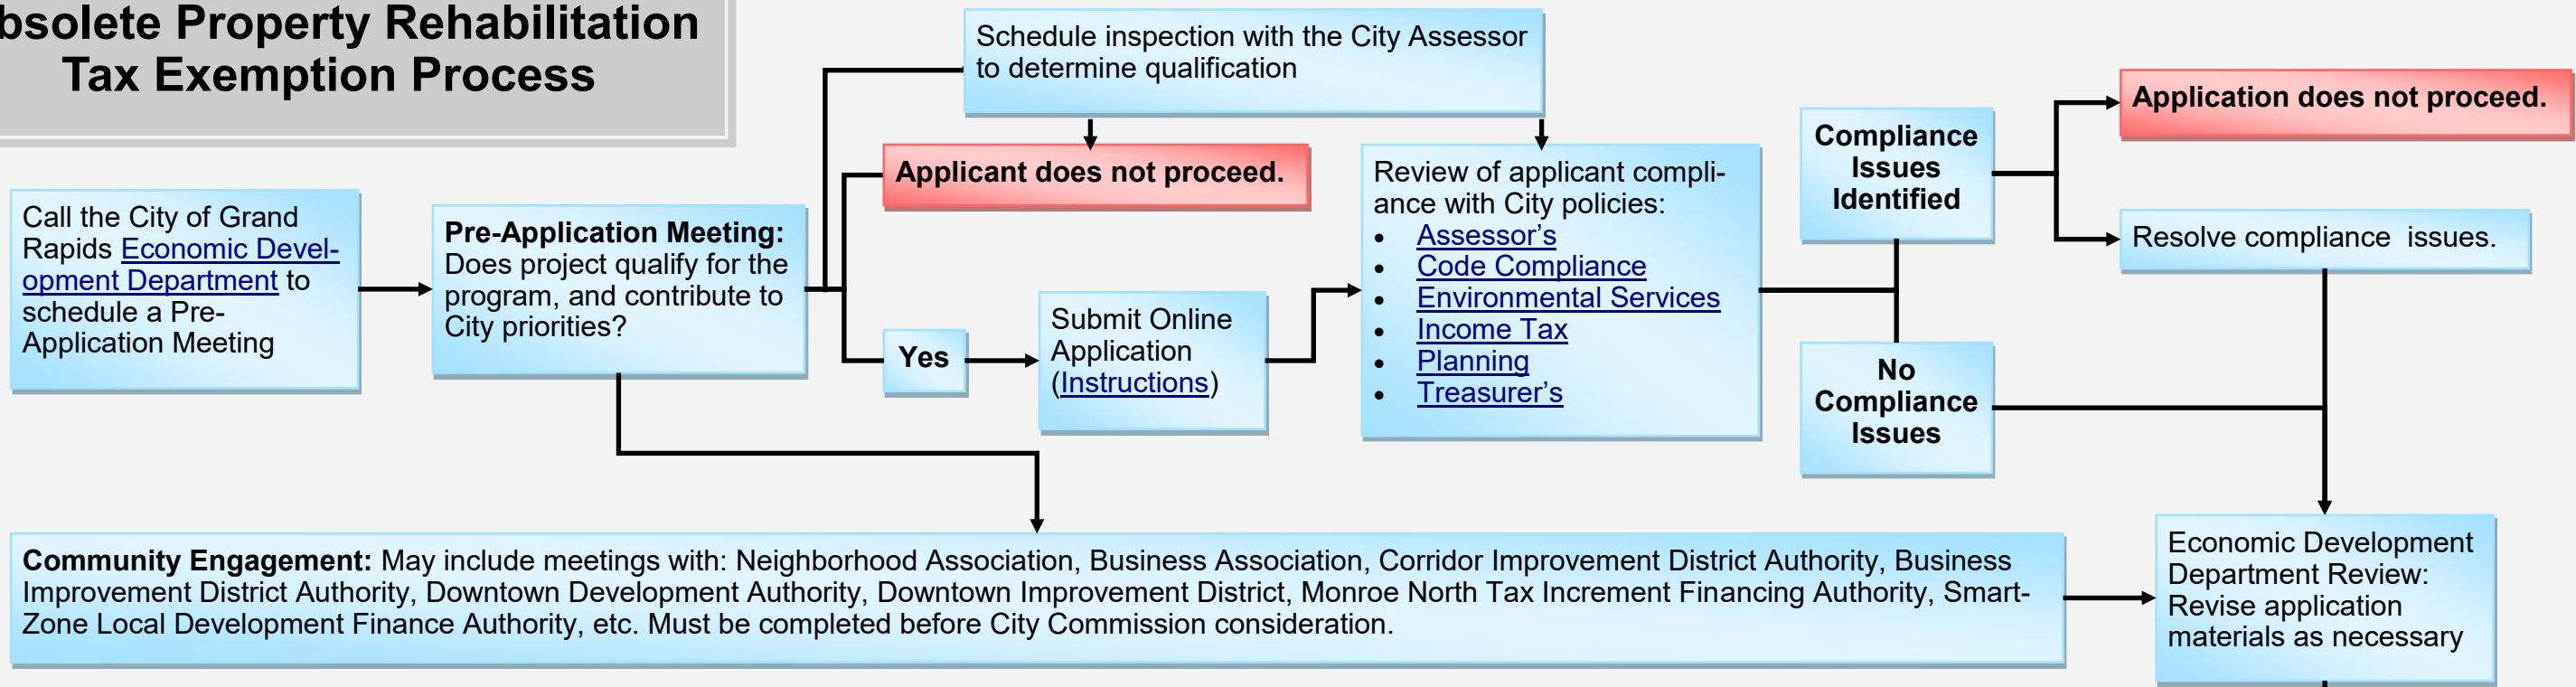 bsolete Property Rehabilitation
Tax Exemption Process
Call the City of Grand
Rapids Economic Devel-
opment Department to
schedule a Pre-
Application Meeting
Pre-Application Meeting:
Does project qualify for the
program, and contribute to
City priorities?
Schedule inspection with the City Assessor
to determine qualification
Applicant does not proceed.
Yes
Submit Online
Application
(Instructions)
Review of applicant compli-
ance with City policies:
• Assessor’s
• Code Compliance
• Environmental Services
• Income Tax
• Planning
• Treasurer’s
Compliance
Issues
Identified
No
Compliance
Issues
Application does not proceed.
Resolve compliance  issues.
Community Engagement: May include meetings with: Neighborhood Association, Business Association, Corridor Improvement District Authority, Business
Improvement District Authority, Downtown Development Authority, Downtown Improvement District, Monroe North Tax Increment Financing Authority, Smart-
Zone Local Development Finance Authority, etc. Must be completed before City Commission consideration.
Economic Development
Department Review:
Revise application
materials as necessary